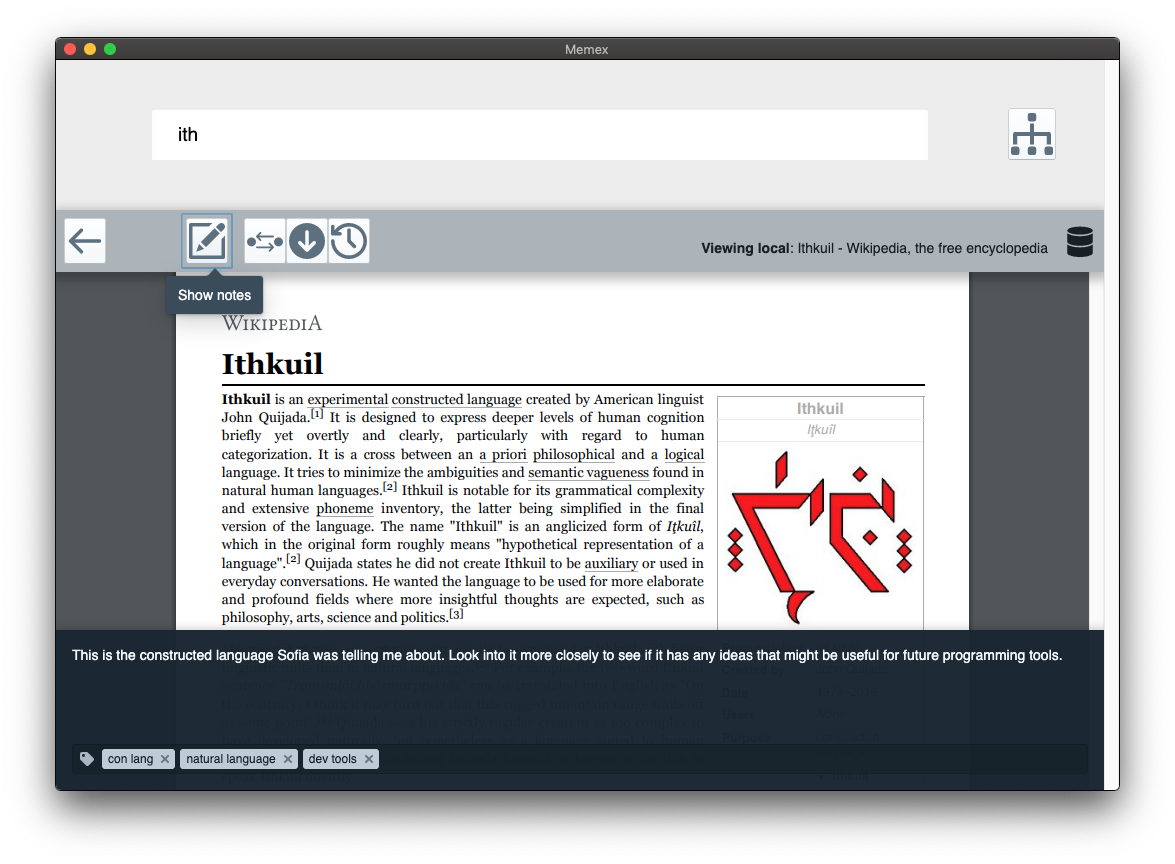 Memex
ith
Viewing local: Ithkuil - Wikipedia, the free encyclopedia
Show notes
WIKIPEDIA
Ithkuil
Ithkuil is an experimental constructed language created by American linguist
John Quijada.[1] It is designed to express deeper levels of human cognition
briefly yet overtly and clearly, particularly with regard to human
categorization. It is a cross between an a priori philosophical and a logical
language. It tries to minimize the ambiguities and semantic vagueness found in
natural human languages.[2] Ithkuil is notable for its grammatical complexity
and extensive phoneme inventory, the latter being simplified in the final
version of the language. The name "Ithkuil" is an anglicized form of Iţkuîl,
which in the original form roughly means "hypothetical representation of a
language".[2] Quijada states he did not create Ithkuil to be auxiliary or used in
everyday conversations. He wanted the language to be used for more elaborate
and profound fields where more insightful thoughts are expected, such as
philosophy, arts, science and politics.[3]
Ithkuil
Iţkuîl
This is the constructed language Sofia was telling me about. Look into it more closely to see if it has any ideas that might be useful for future programming tools.
Date
Users
Purpose
con lang
natural language
dev tools